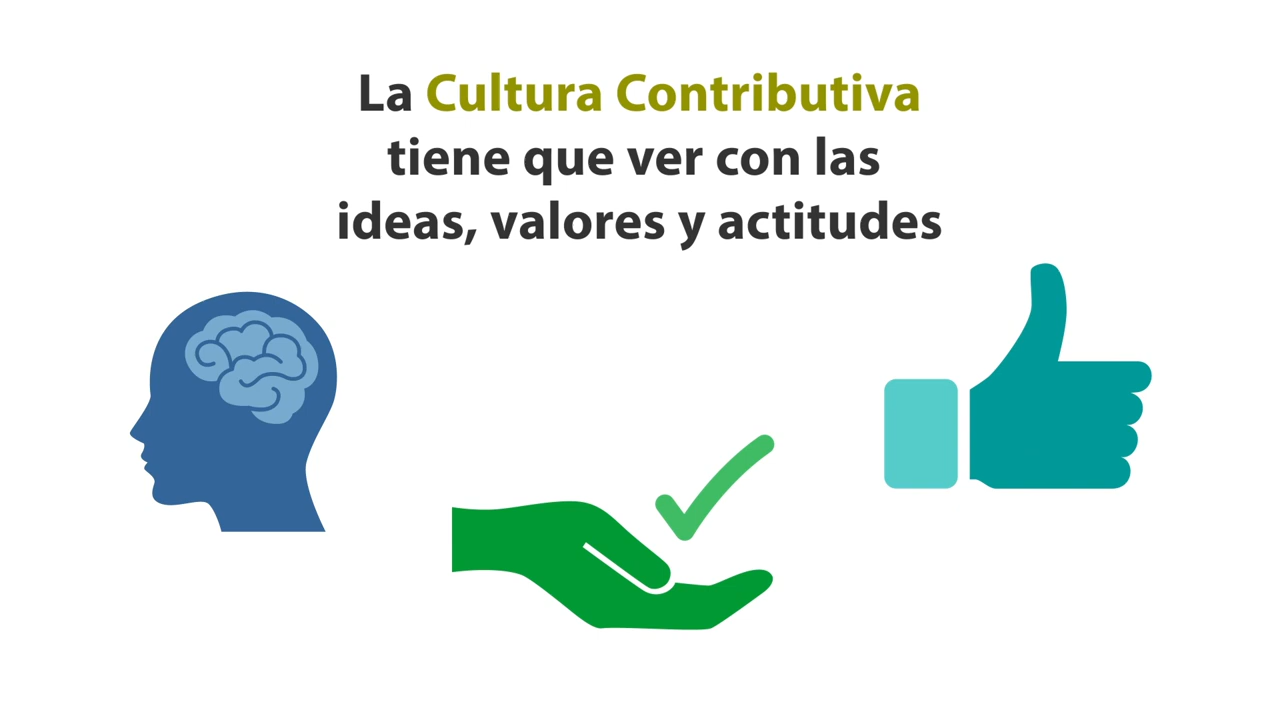 La Cultura Contributiva
tiene que ver con las
ideas, valores y actitudes